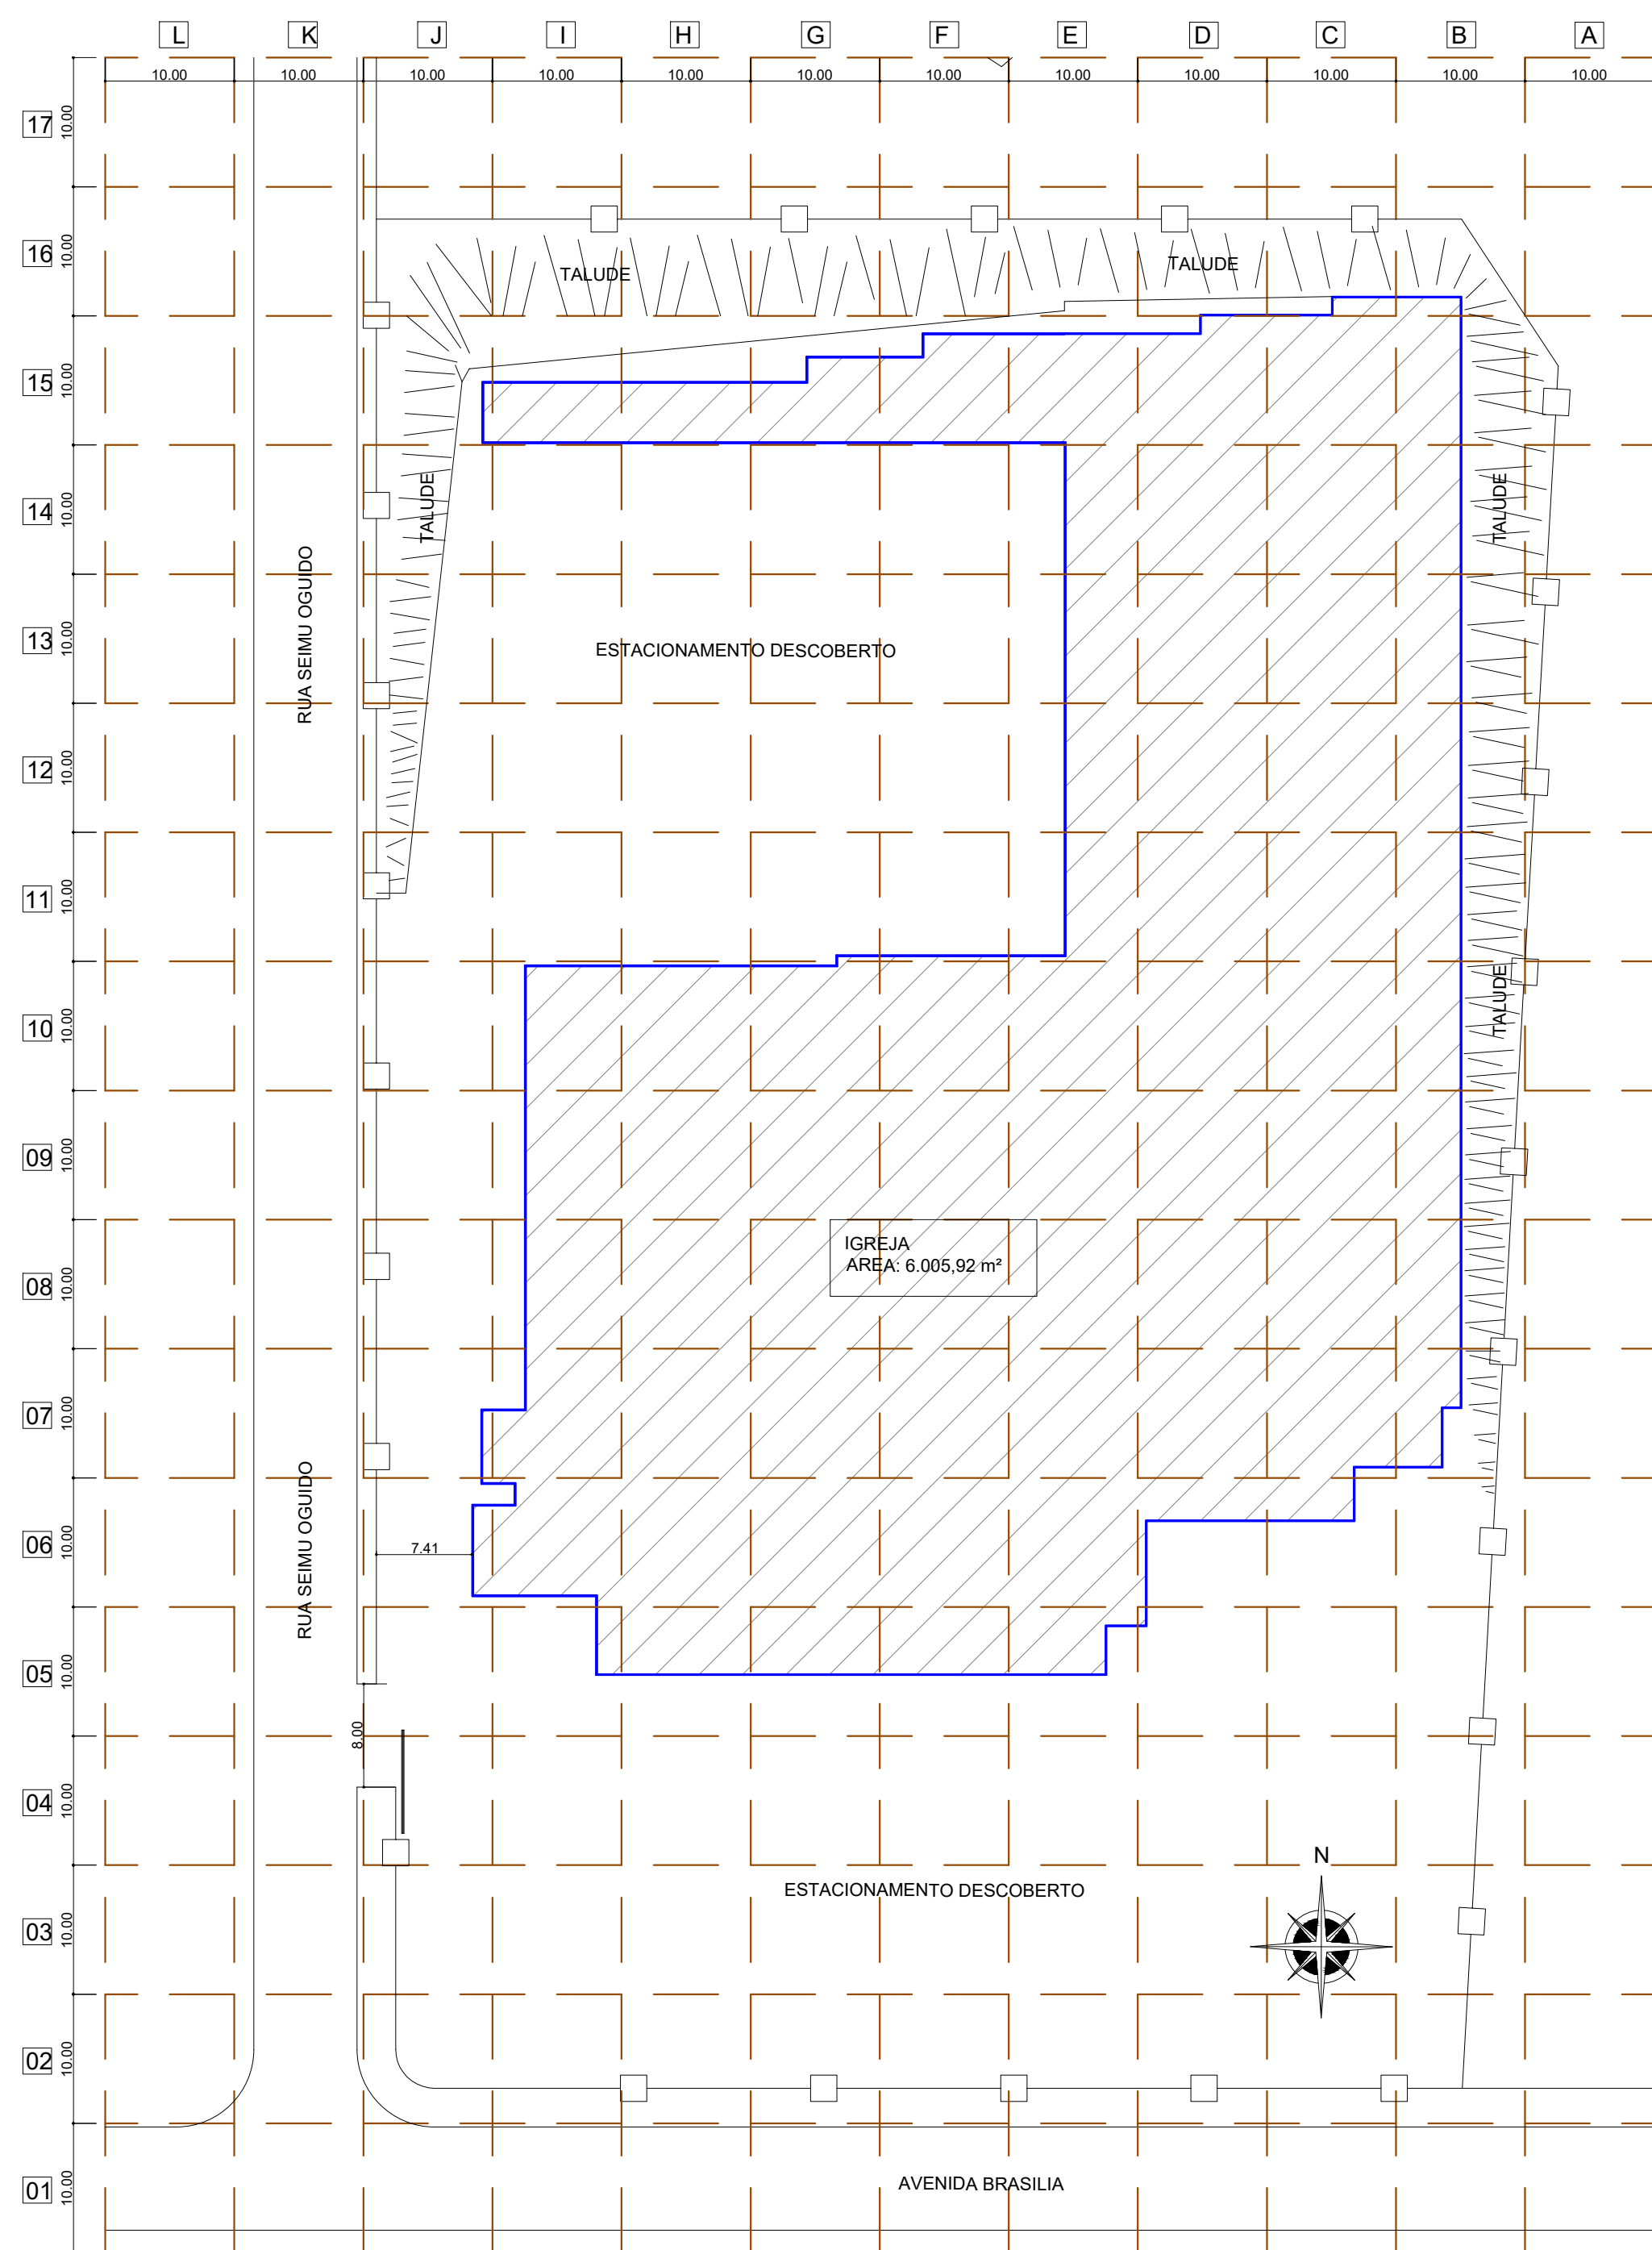 L K J I H G F E D C B A
10.00 10.00 10.00 10.00 10.00 10.00 10.00 10.00 10.00 10.00 10.00 10.00
17 10.00
16 10.00
TALUDE
TALUDE
15 10.00
14 10.00
TALUDE
TALUDE
RUA SEIMU OGUIDO
13 10.00
ESTACIONAMENTO DESCOBERTO
12 10.00
11 10.00
10 10.00
TALUDE
09 10.00
08 10.00
IGREJA
AREA: 6.005,92 m²
07 10.00
06 10.00
RUA SEIMU OGUIDO
7.41
05 10.00
8.00
04 10.00
N
ESTACIONAMENTO DESCOBERTO
03 10.00
02 10.00
01 10.00
AVENIDA BRASILIA